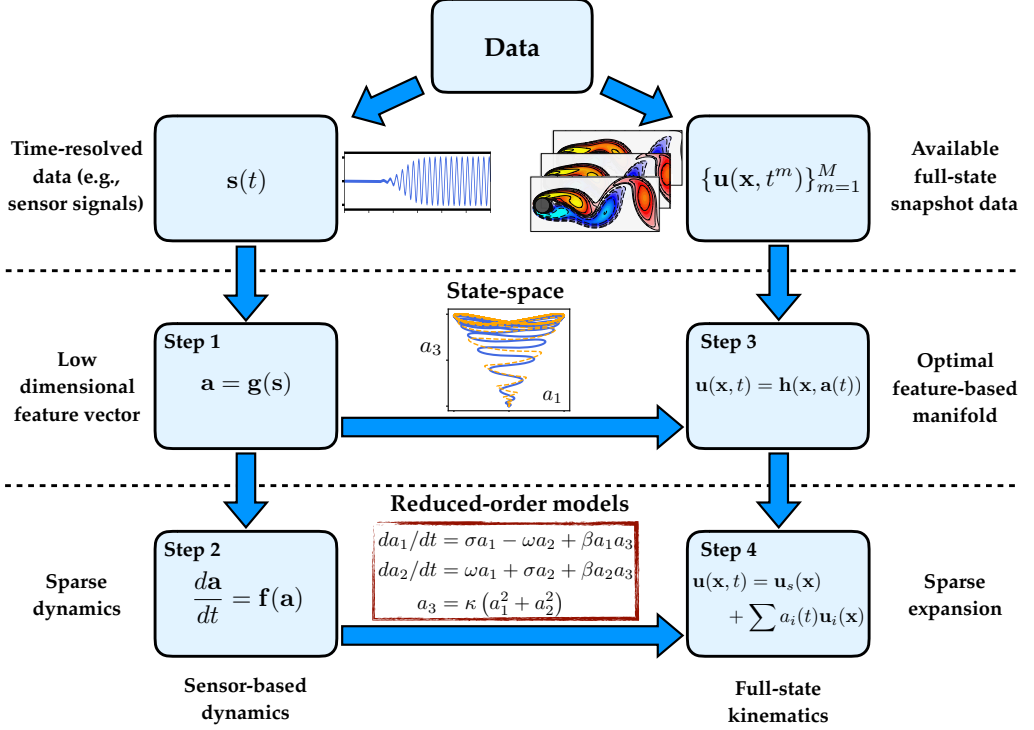 Data
Time-resolved
data (e.g.,
sensor signals)
s(t)
{u(x, t^m)}_{m=1}^M
Available
full-state
snapshot data
State-space
Low
dimensional
feature vector
Step 1
a = g(s)
a_3
a_1
Step 3
u(x, t) = h(x, a(t))
Optimal
feature-based
manifold
Reduced-order models
Sparse
dynamics
Step 2
da/dt = f(a)
da_1/dt = σa_1 − ωa_2 + βa_1a_3
da_2/dt = ωa_1 + σa_2 + βa_2a_3
a_3 = κ (a_1^2 + a_2^2)
Step 4
u(x, t) = u_s(x)
+ ∑ a_i(t)u_i(x)
Sparse
expansion
Sensor-based
dynamics
Full-state
kinematics